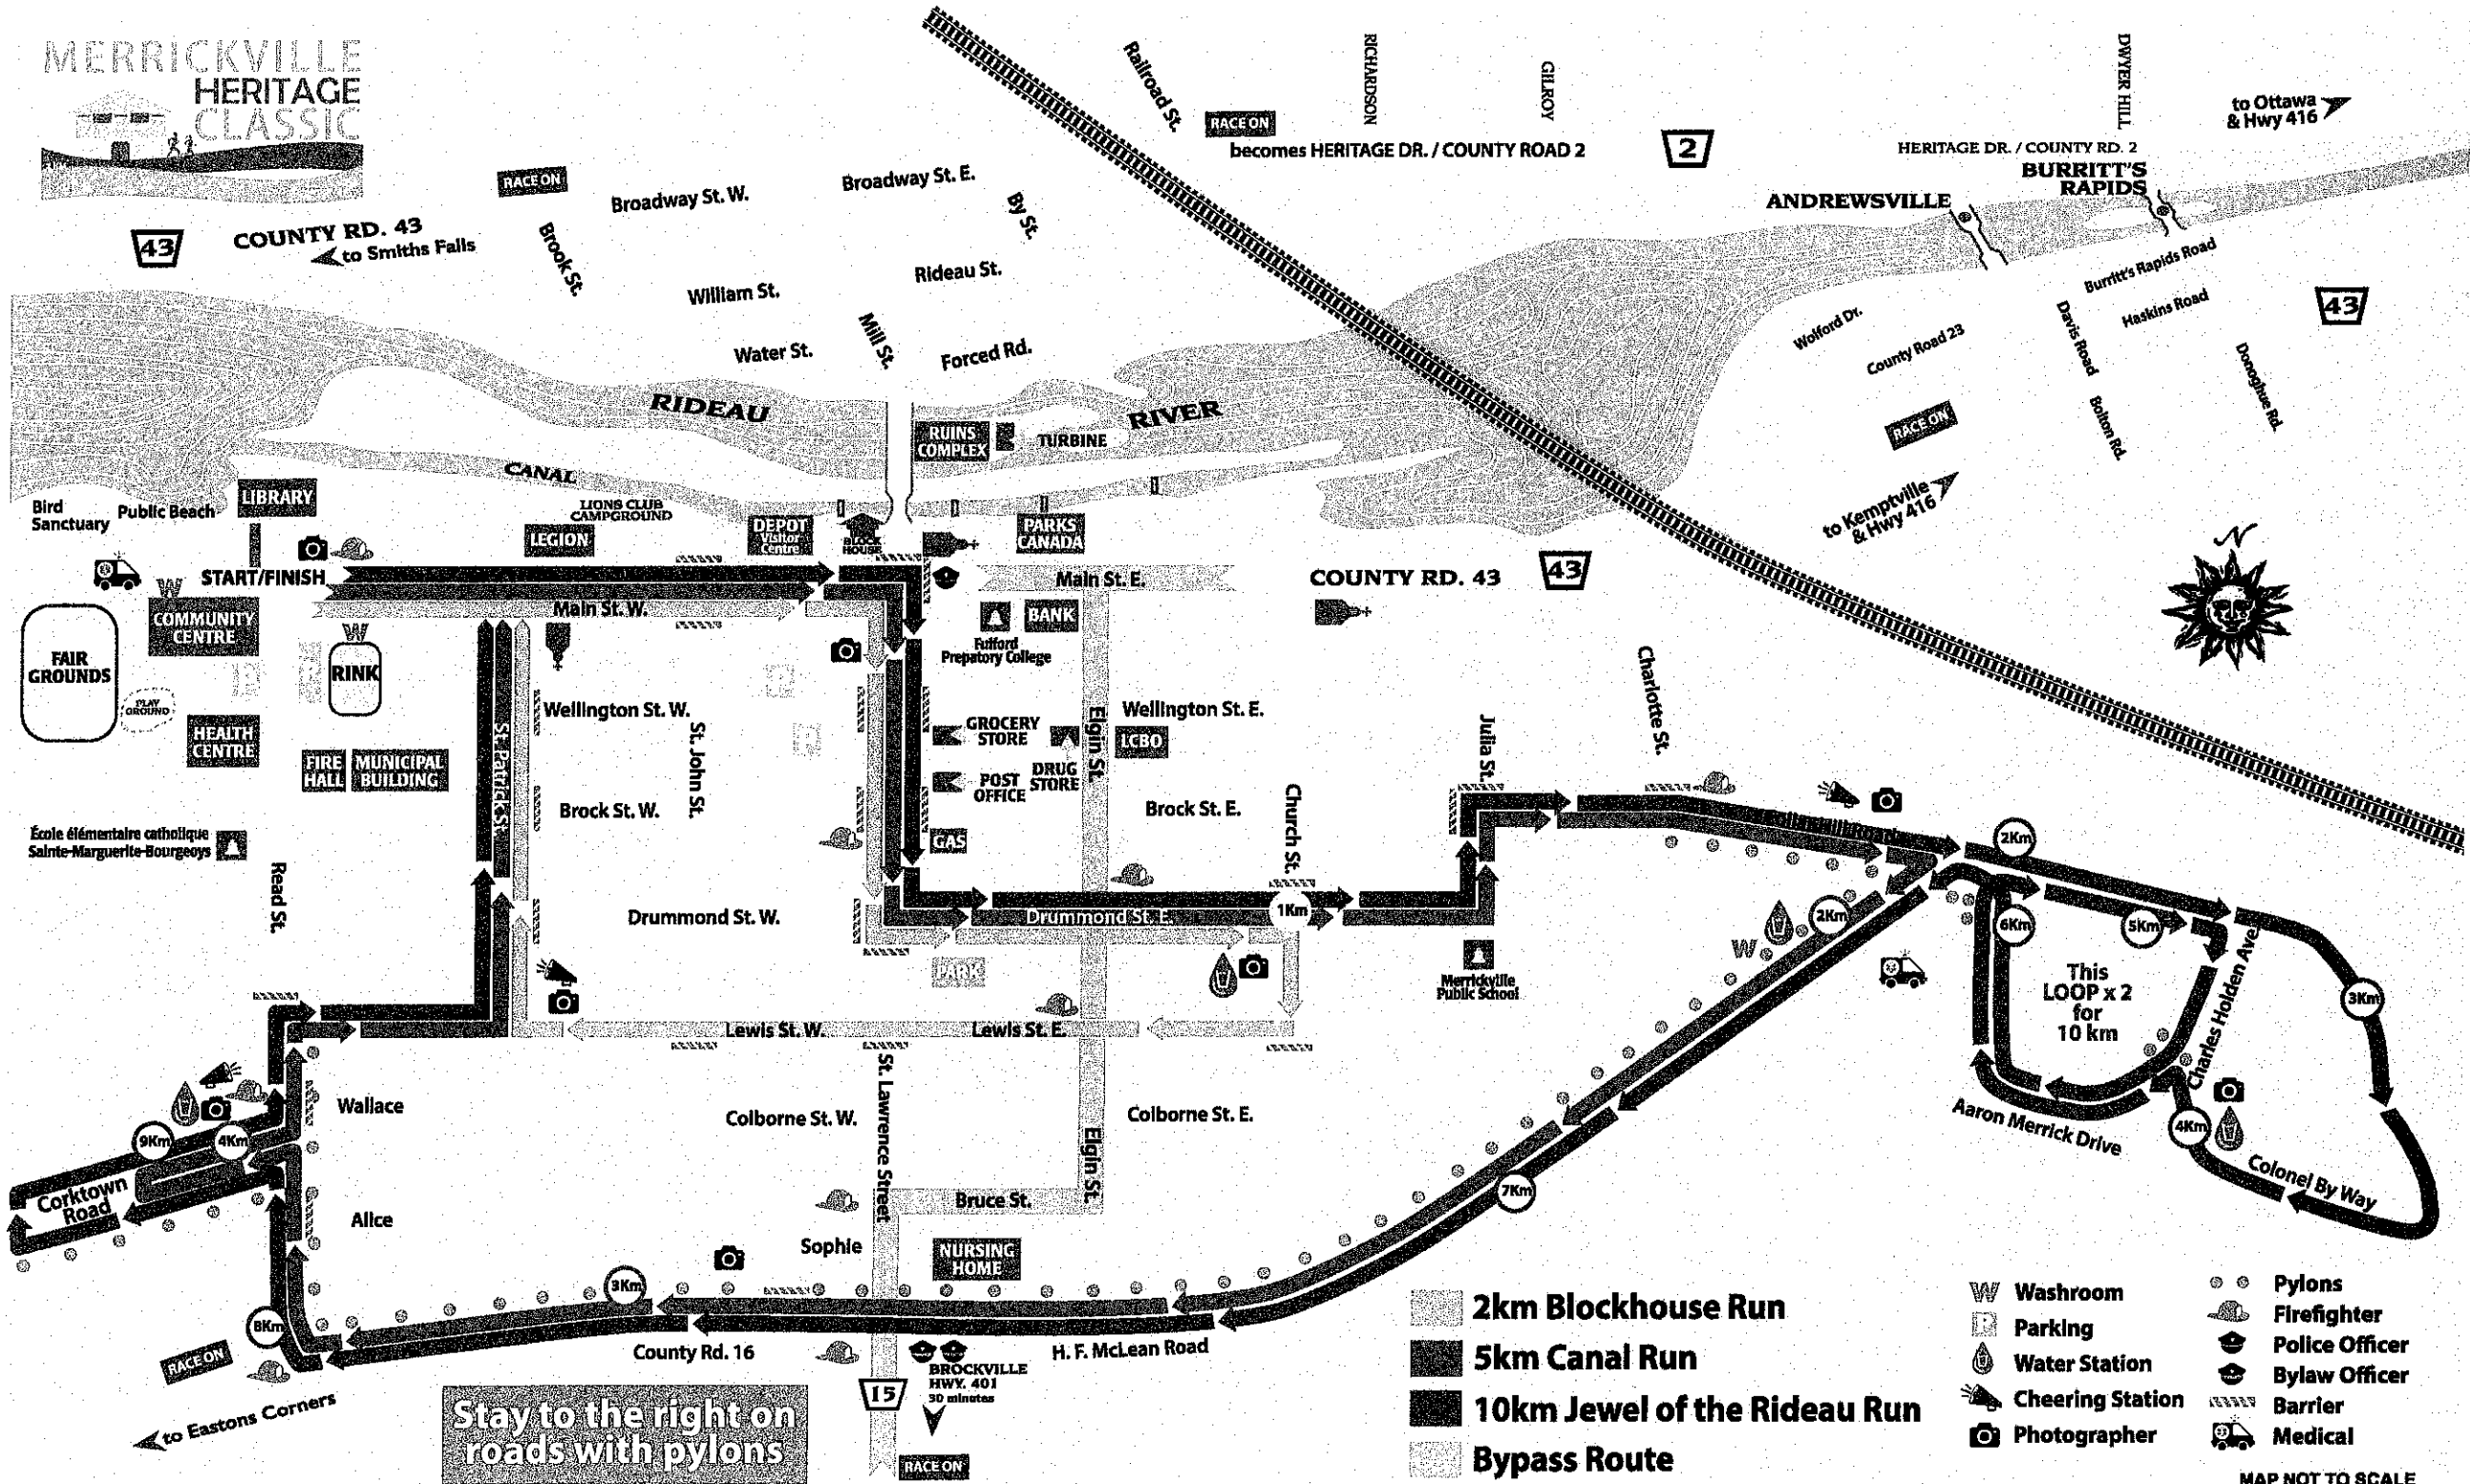 MERRICKVILLE
HERITAGE
CLASSIC
43
COUNTY RD. 43
to Smiths Falls
RACE ON
Broadway St. W.
Broadway St. E.
Brook St.
By St.
William St.
Rideau St.
Water St.
Mill St.
Forced Rd.
Railroad St.
RACE ON
becomes HERITAGE DR. / COUNTY ROAD 2
RICHARDSON
GILROY
2
DWYER HILL
to Ottawa
& Hwy 416
HERITAGE DR. / COUNTY RD. 2
BURRITT'S
RAPIDS
ANDREWSVILLE
Burritt's Rapids Road
Haskins Road
43
Wolford Dr.
County Road 23
Davis Road
Bolton Rd.
Donoghue Rd.
RACE ON
to Kemptville
& Hwy 416
N
RIDEAU
RIVER
CANAL
RUINS
COMPLEX
TURBINE
Bird
Sanctuary
Public Beach
LIBRARY
LEGION
LIONS CLUB
CAMPGROUND
DEPOT
Visitor
Centre
BLOCK
HOUSE
PARKS
CANADA
START/FINISH
W
COMMUNITY
CENTRE
FAIR
GROUNDS
PLAY
GROUND
P
P
W
RINK
HEALTH
CENTRE
FIRE
HALL
MUNICIPAL
BUILDING
École élémentaire catholique
Sainte-Marguerite-Bourgeoys
Main St. W.
Main St. E.
COUNTY RD. 43
43
Fulford
Prepatory College
BANK
P
P
St. Patrick St.
Wellington St. W.
St. John St.
Brock St. W.
Drummond St. W.
GROCERY
STORE
POST
OFFICE
DRUG
STORE
GAS
Elgin St.
LCBO
Wellington St. E.
Brock St. E.
Church St.
Drummond St. E.
1Km
PARK
Julia St.
Charlotte St.
Merrickville
Public School
2Km
2Km
W
6Km
5Km
This
LOOP x 2
for
10 km
Charles Holden Ave.
3Km
Aaron Merrick Drive
4Km
Colonel By Way
Read St.
Lewis St. W.
Lewis St. E.
Wallace
Colborne St. W.
St. Lawrence Street
Colborne St. E.
Elgin St.
9Km
4Km
Corktown
Road
Alice
Bruce St.
Sophie
NURSING
HOME
7Km
3Km
8Km
RACE ON
to Eastons Corners
County Rd. 16
H. F. McLean Road
15
BROCKVILLE
HWY. 401
30 minutes
RACE ON
Stay to the right on
roads with pylons
2km Blockhouse Run
5km Canal Run
10km Jewel of the Rideau Run
Bypass Route
W Washroom
P Parking
Water Station
Cheering Station
Photographer
Pylons
Firefighter
Police Officer
Bylaw Officer
Barrier
Medical
MAP NOT TO SCALE